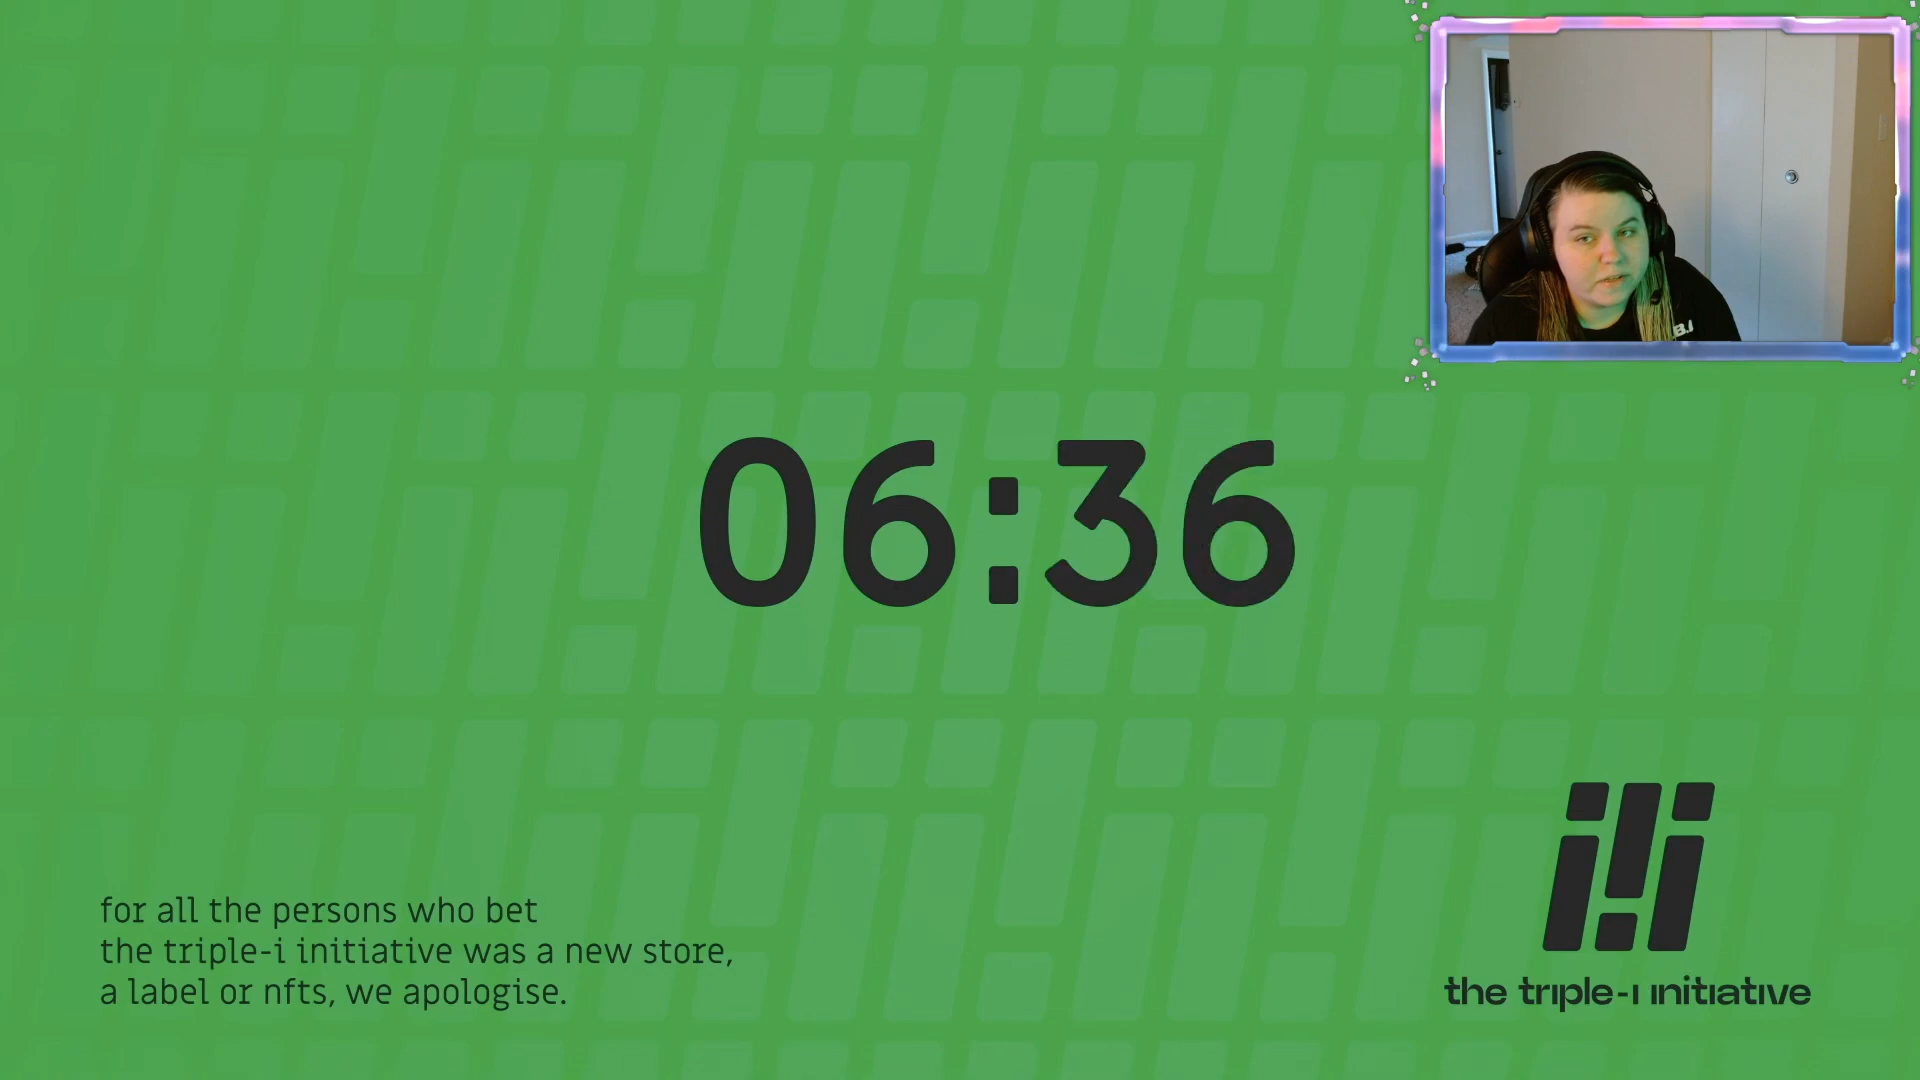 B.I
06:36
for all the persons who bet
the triple-i initiative was a new store,
a label or nfts, we apologise.
the triple-i initiative